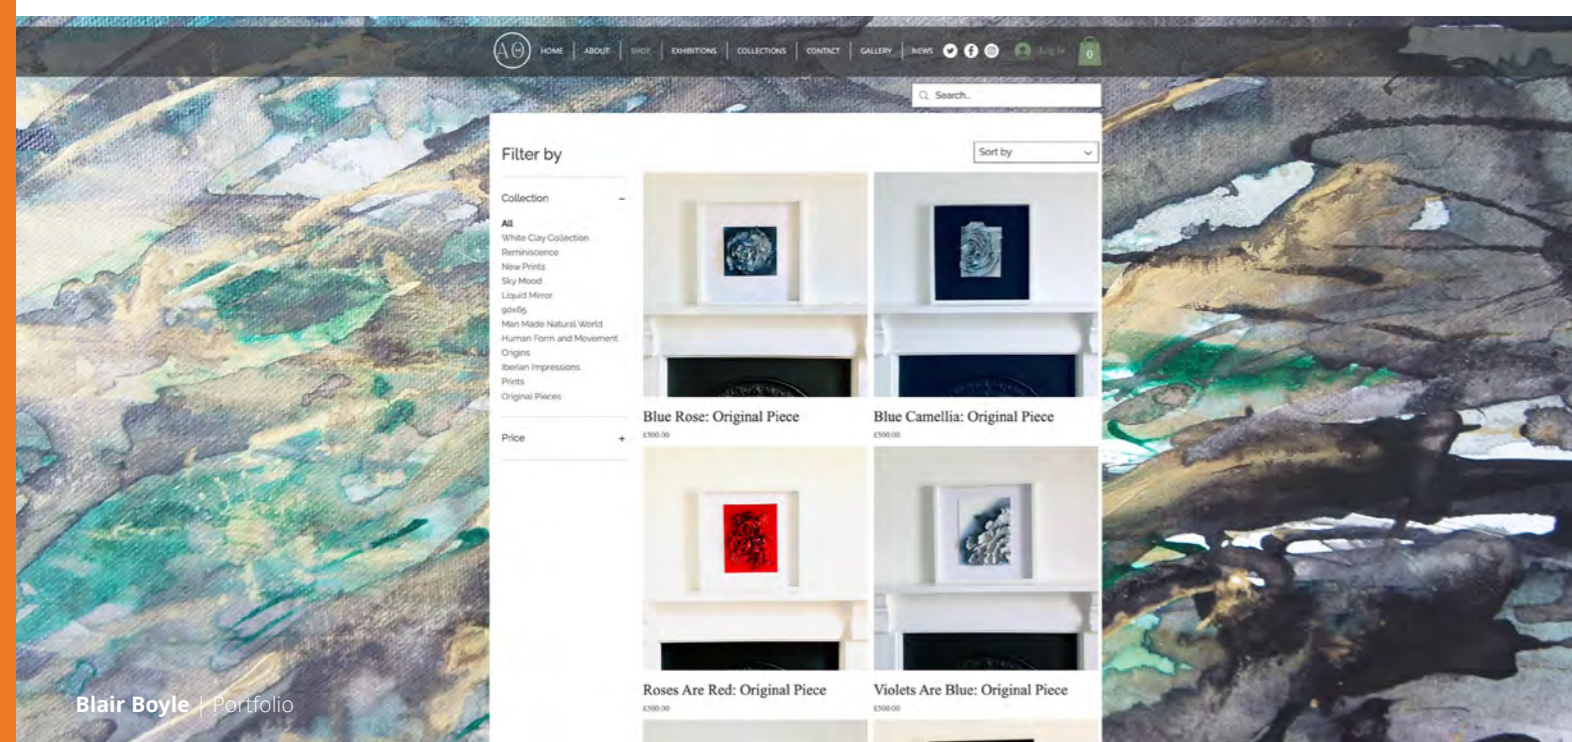 ΑΘ
HOME
ABOUT
SHOP
EXHIBITIONS
COLLECTIONS
CONTACT
GALLERY
NEWS
Log In
0
Search...
Filter by
Sort by
Collection
All
White Clay Collection
Reminiscence
New Prints
Sky Mood
Liquid Mirror
90x65
Man Made Natural World
Human Form and Movement
Origins
Iberian Impressions
Prints
Original Pieces
Price
Blue Rose: Original Piece
£500.00
Blue Camellia: Original Piece
£500.00
Roses Are Red: Original Piece
£500.00
Violets Are Blue: Original Piece
£500.00
Blair Boyle | Portfolio